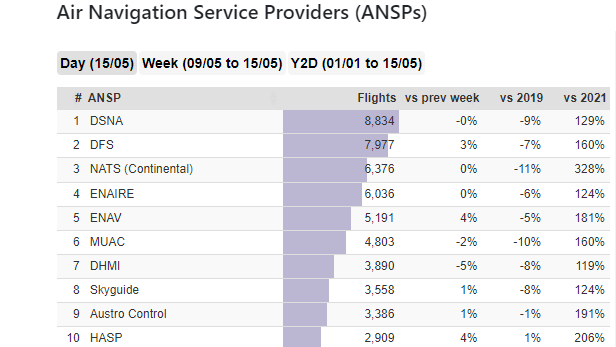 Air Navigation Service Providers (ANSPs)
Day (15/05) Week (09/05 to 15/05) Y2D (01/01 to 15/05)
# ANSP Flights vs prev week vs 2019 vs 2021
1 DSNA 8,834 -0% -9% 129%
2 DFS 7,977 3% -7% 160%
3 NATS (Continental) 6,376 0% -11% 328%
4 ENAIRE 6,036 0% -6% 124%
5 ENAV 5,191 4% -5% 181%
6 MUAC 4,803 -2% -10% 160%
7 DHMI 3,890 -5% -8% 119%
8 Skyguide 3,558 1% -8% 124%
9 Austro Control 3,386 1% -1% 191%
10 HASP 2,909 4% 1% 206%